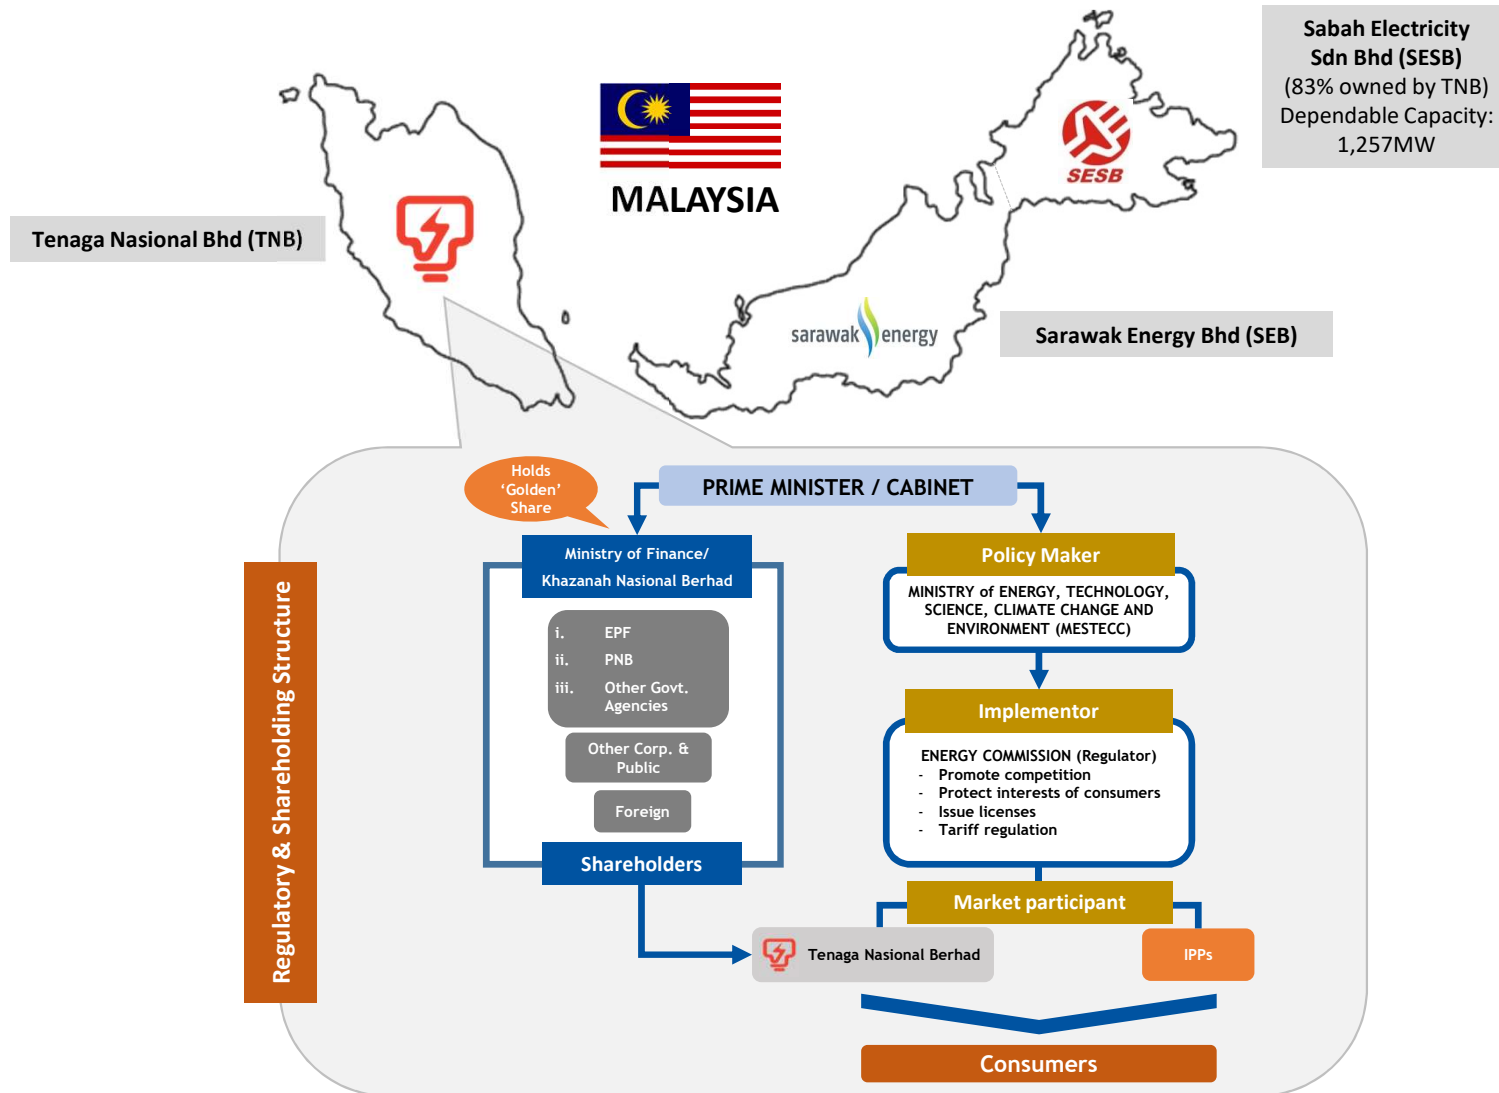 Sabah Electricity
Sdn Bhd (SESB)
(83% owned by TNB)
Dependable Capacity:
1,257MW
MALAYSIA
SESB
Tenaga Nasional Bhd (TNB)
sarawak energy
Sarawak Energy Bhd (SEB)
Regulatory & Shareholding Structure
Holds
‘Golden’
Share
PRIME MINISTER / CABINET
Ministry of Finance/
Khazanah Nasional Berhad
i. EPF
ii. PNB
iii. Other Govt.
Agencies
Other Corp. &
Public
Foreign
Shareholders
Policy Maker
MINISTRY of ENERGY, TECHNOLOGY,
SCIENCE, CLIMATE CHANGE AND
ENVIRONMENT (MESTECC)
Implementor
ENERGY COMMISSION (Regulator)
- Promote competition
- Protect interests of consumers
- Issue licenses
- Tariff regulation
Market participant
Tenaga Nasional Berhad
IPPs
Consumers